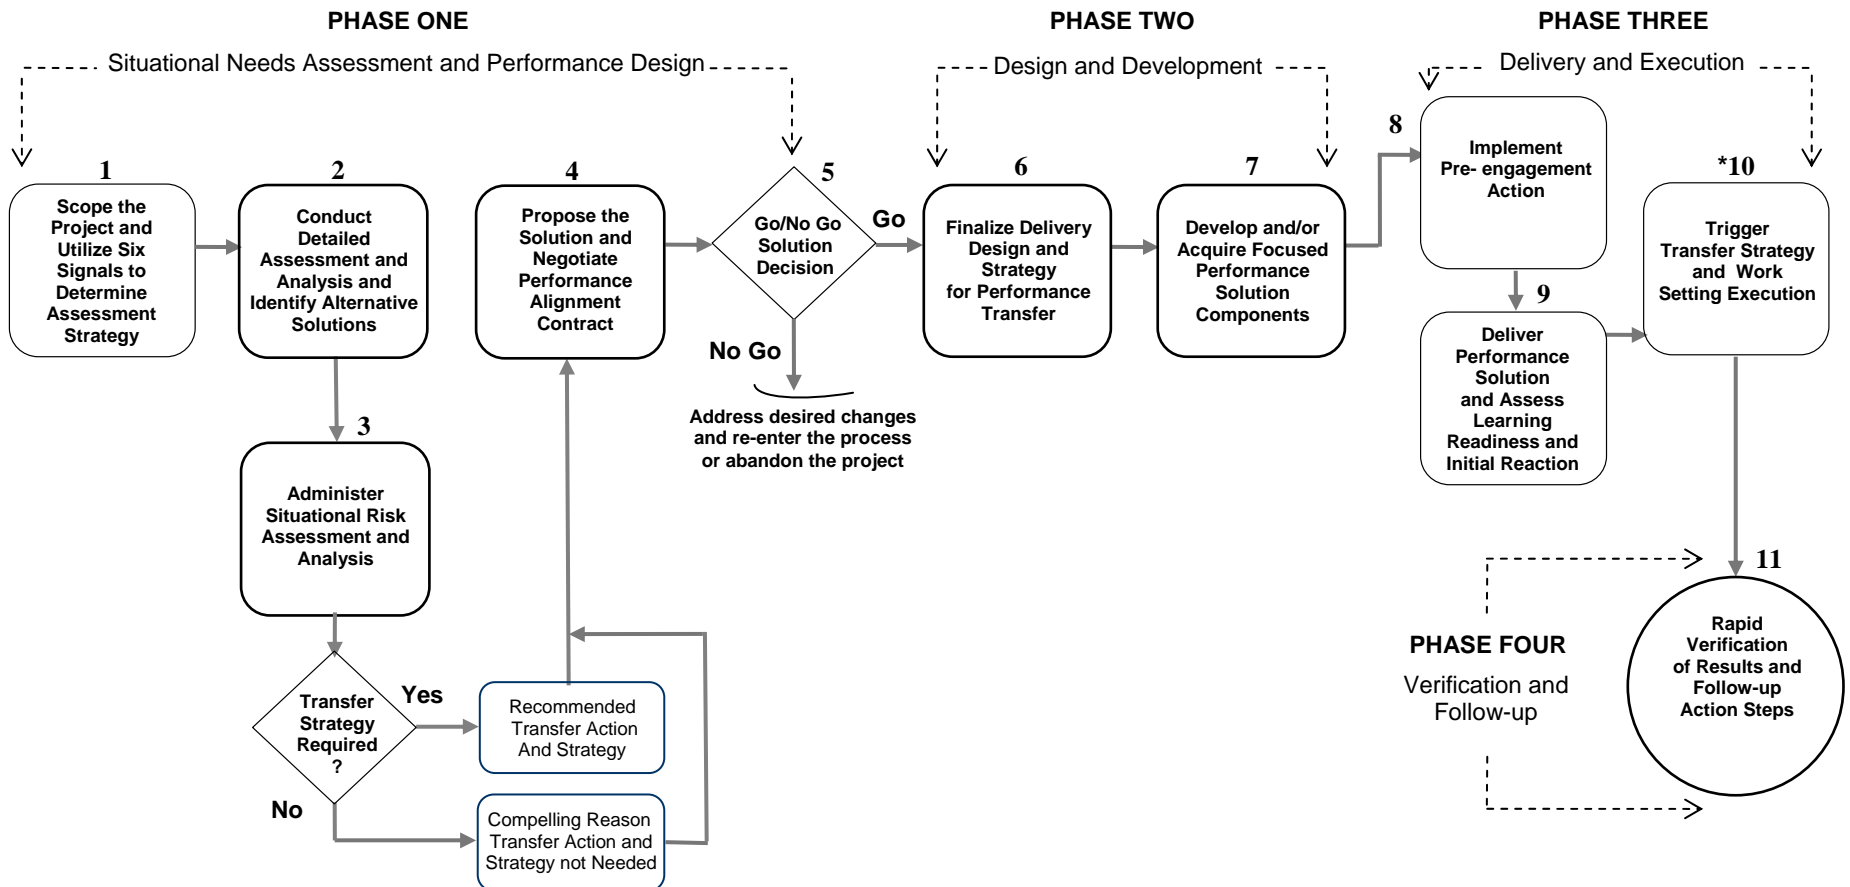 PHASE ONE
Situational Needs Assessment and Performance Design
PHASE TWO
Design and Development
PHASE THREE
Delivery and Execution
1
Scope the
Project and
Utilize Six
Signals to
Determine
Assessment
Strategy
2
Conduct
Detailed
Assessment and
Analysis and
Identify Alternative
Solutions
3
Administer
Situational Risk
Assessment and
Analysis
Transfer
Strategy
Required
?
Yes
Recommended
Transfer Action
And Strategy
No
Compelling Reason
Transfer Action and
Strategy not Needed
4
Propose the
Solution and
Negotiate
Performance
Alignment
Contract
5
Go/No Go
Solution
Decision
Go
No Go
Address desired changes
and re-enter the process
or abandon the project
6
Finalize Delivery
Design and
Strategy
for Performance
Transfer
7
Develop and/or
Acquire Focused
Performance
Solution
Components
8
Implement
Pre- engagement
Action
9
Deliver
Performance
Solution
and Assess
Learning
Readiness and
Initial Reaction
*10
Trigger
Transfer Strategy
and Work
Setting Execution
11
Rapid
Verification
of Results and
Follow-up
Action Steps
PHASE FOUR
Verification and
Follow-up